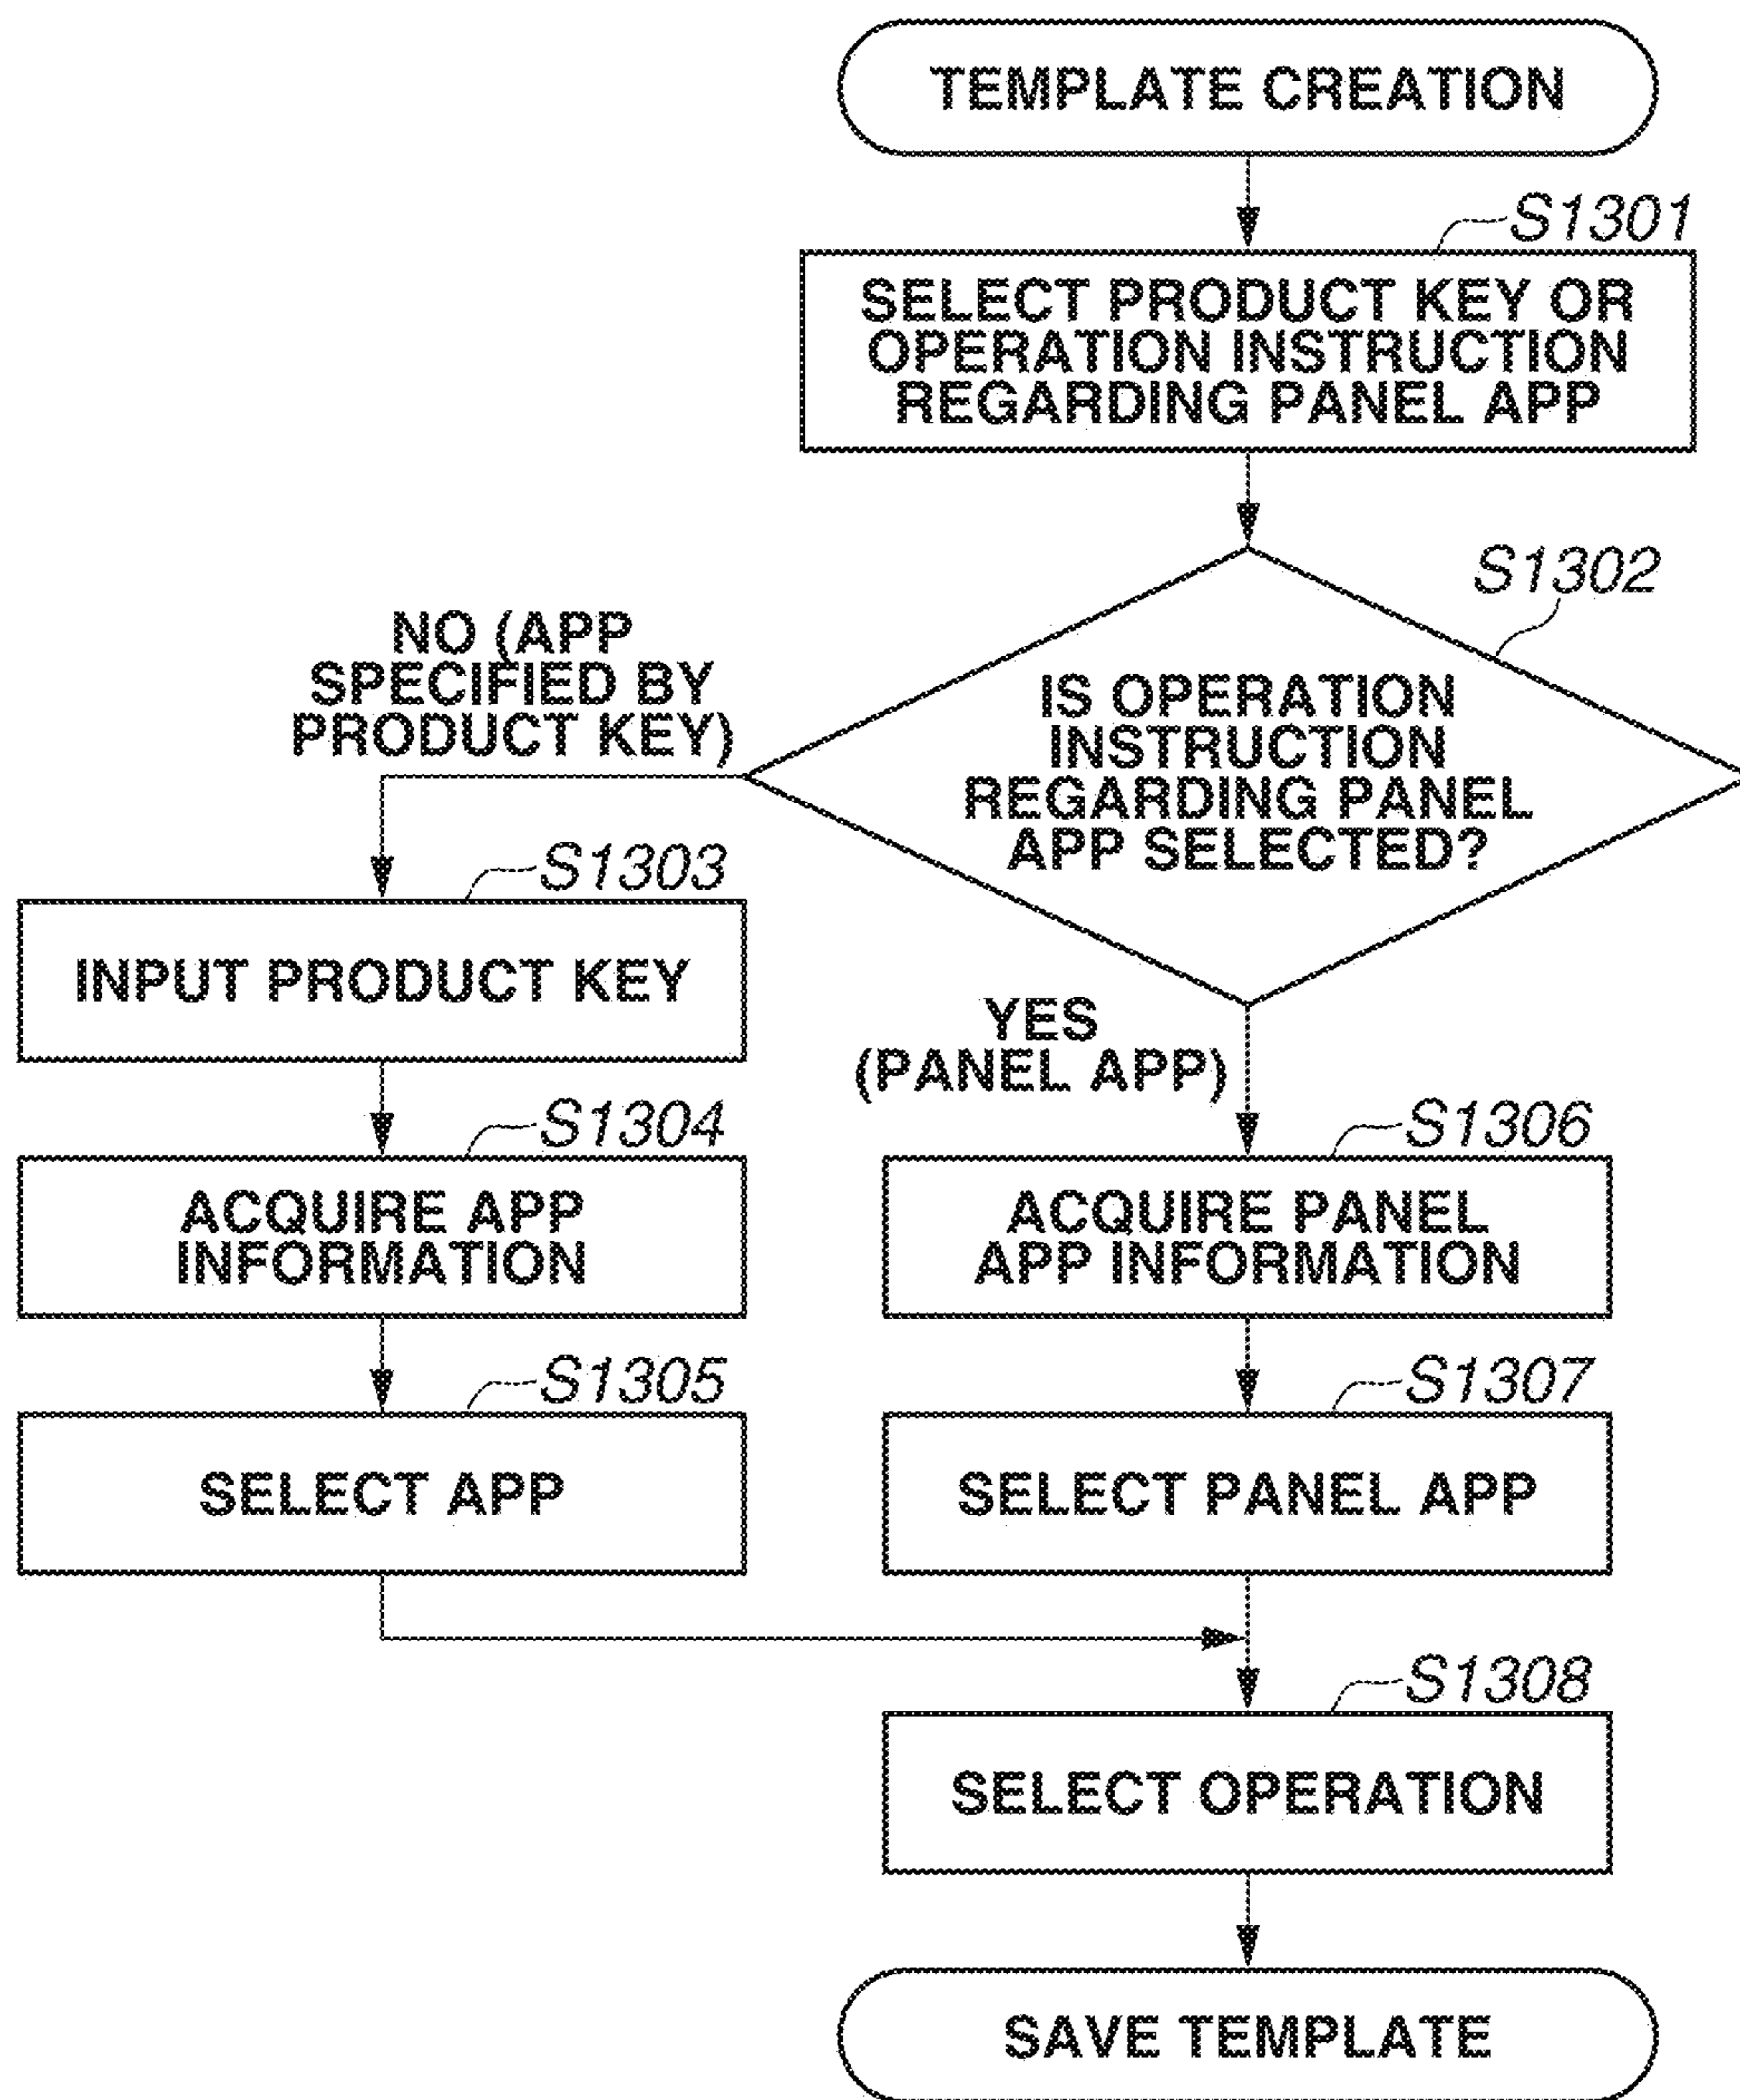 TEMPLATE CREATION
S1301
SELECT PRODUCT KEY OR
OPERATION INSTRUCTION
REGARDING PANEL APP
S1302
IS OPERATION
INSTRUCTION
REGARDING PANEL
APP SELECTED?
NO (APP
SPECIFIED BY
PRODUCT KEY)
S1303
INPUT PRODUCT KEY
S1304
ACQUIRE APP
INFORMATION
S1305
SELECT APP
YES
(PANEL APP)
S1306
ACQUIRE PANEL
APP INFORMATION
S1307
SELECT PANEL APP
S1308
SELECT OPERATION
SAVE TEMPLATE